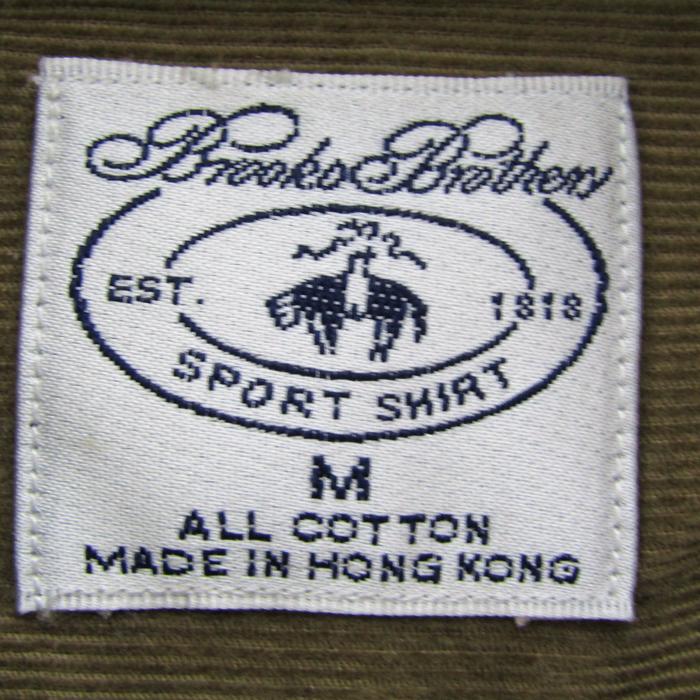 Brooks Brothers
EST. 1818
SPORT SHIRT
M
ALL COTTON
MADE IN HONG KONG